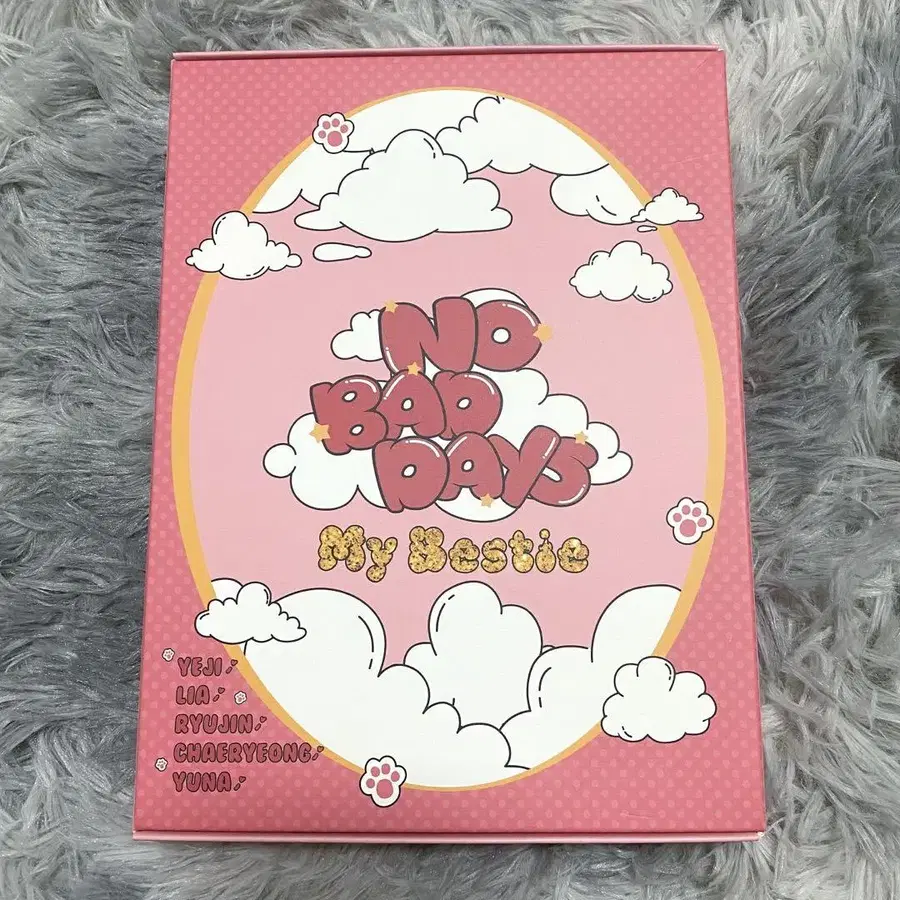 NO
BAD
DAYS
My Bestie
YEJI
LIA
RYUJIN
CHAERYEONG
YUNA